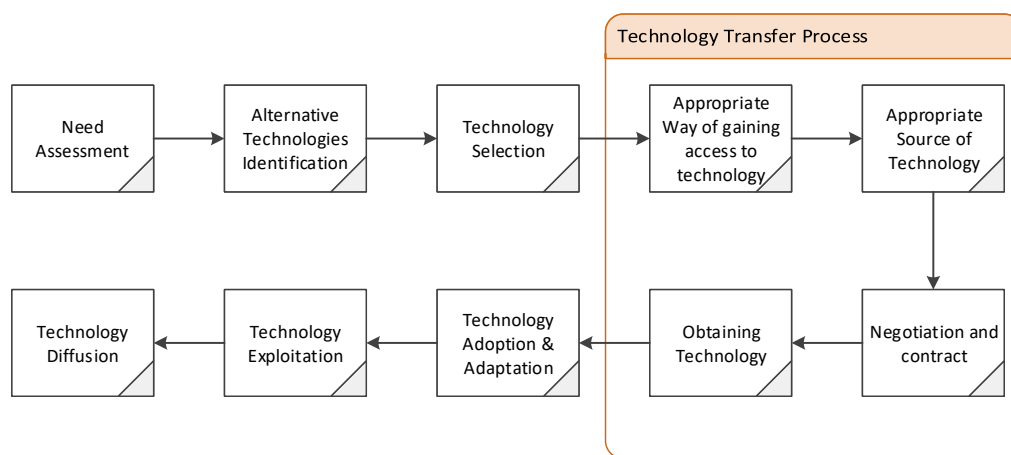 Technology Transfer Process
Need
Assessment
Alternative
Technologies
Identification
Technology
Selection
Appropriate
Way of gaining
access to
technology
Appropriate
Source of
Technology
Technology
Diffusion
Technology
Exploitation
Technology
Adoption &
Adaptation
Obtaining
Technology
Negotiation and
contract